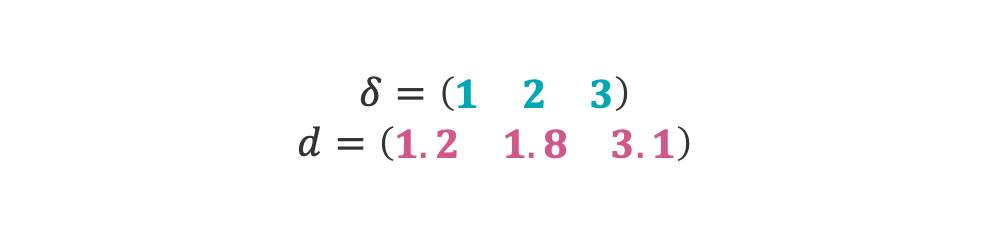 δ = (1 2 3)
d = (1.2 1.8 3.1)